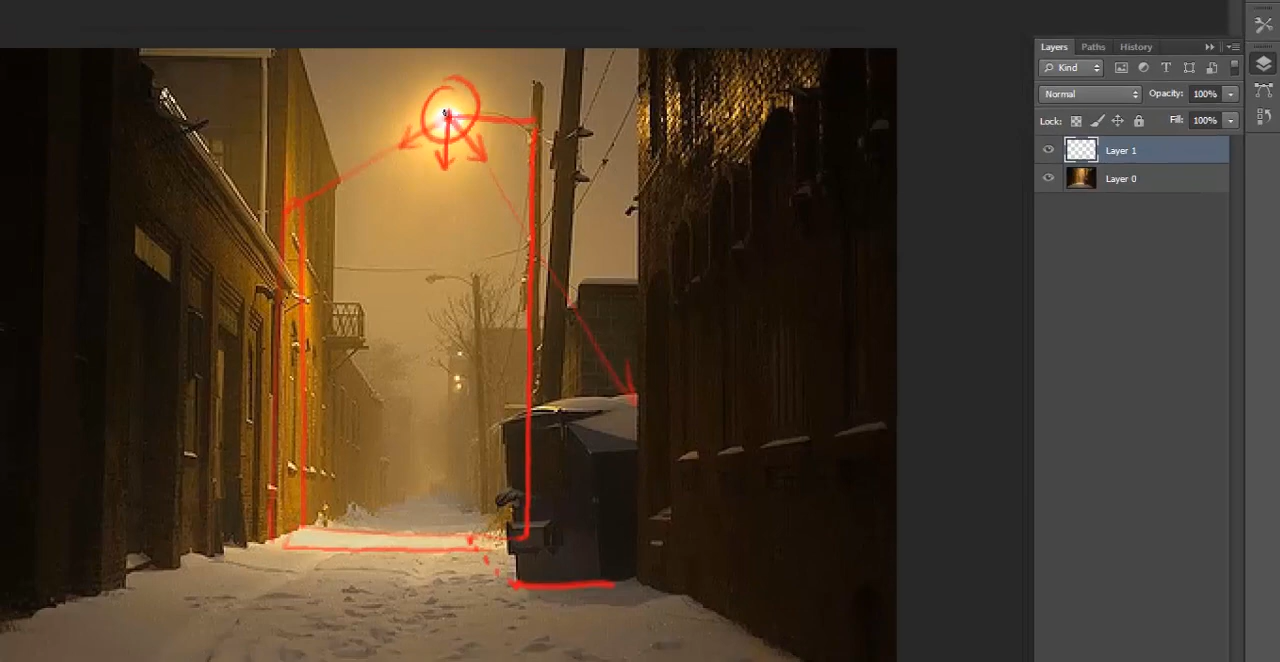 Layers Paths History
Kind
Normal Opacity: 100%
Lock: Fill: 100%
Layer 1
Layer 0